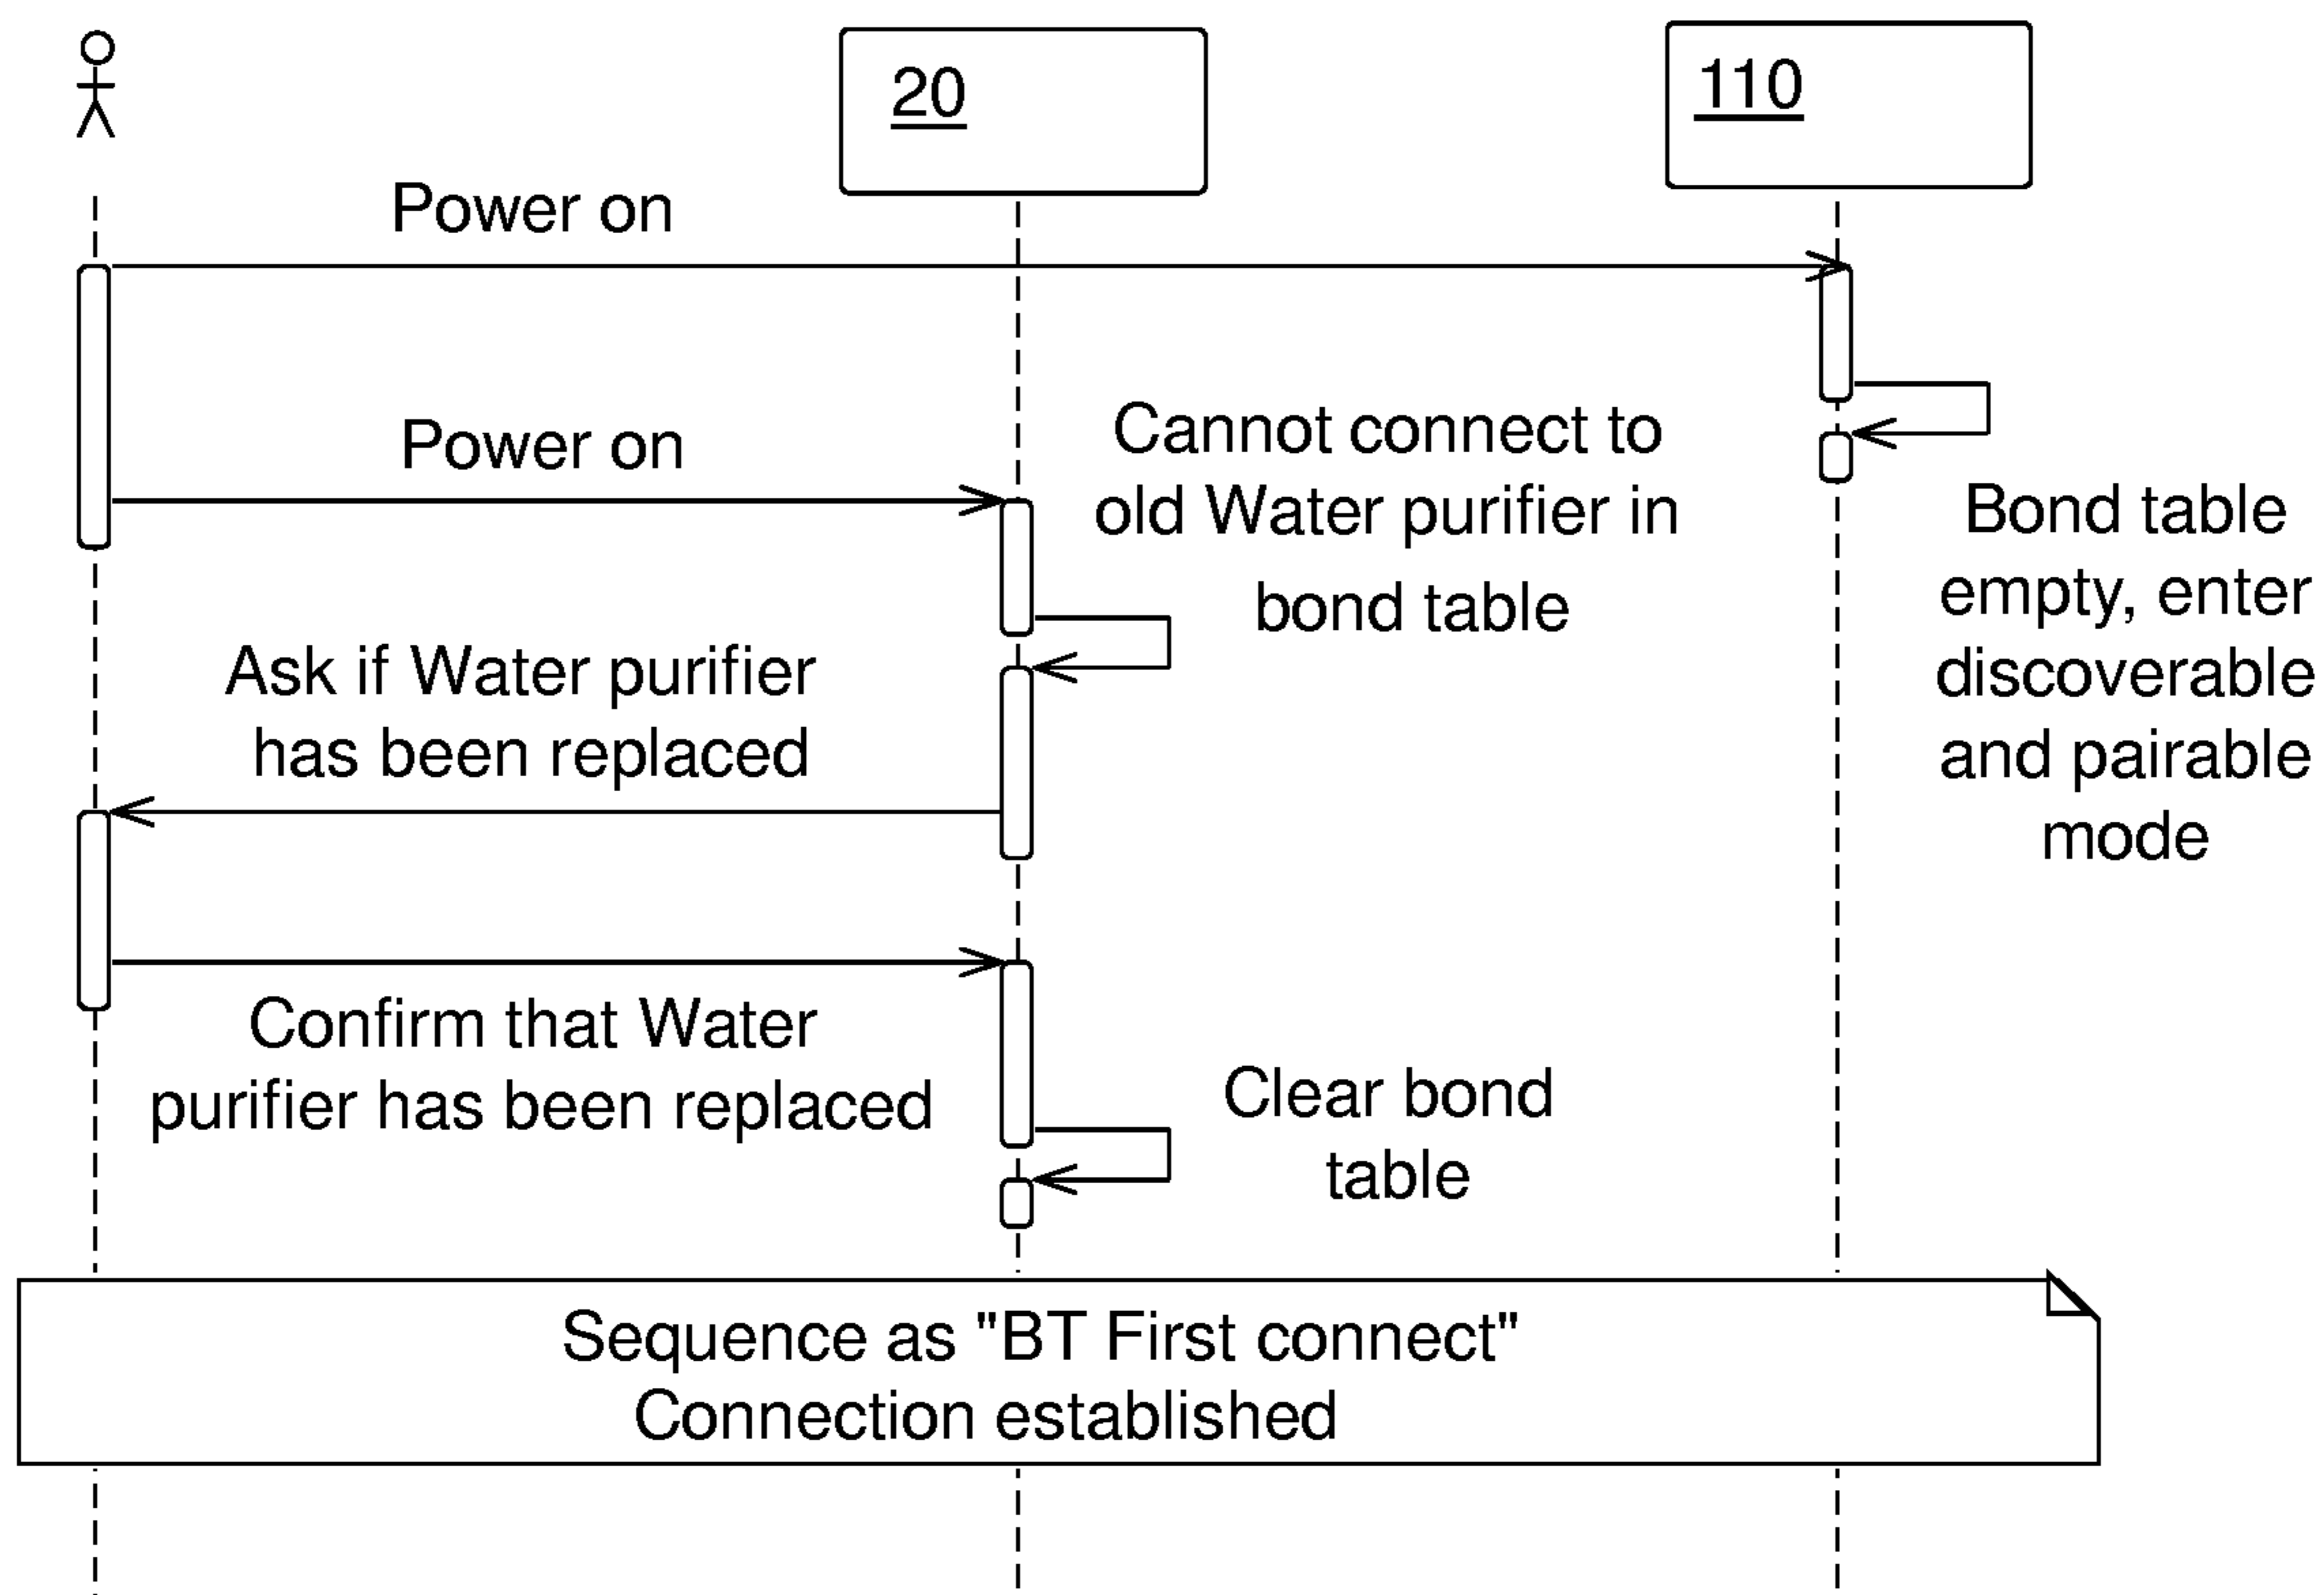 20
110
Power on
Power on
Cannot connect to
old Water purifier in
bond table
Bond table
empty, enter
discoverable
and pairable
mode
Ask if Water purifier
has been replaced
Confirm that Water
purifier has been replaced
Clear bond
table
Sequence as "BT First connect"
Connection established